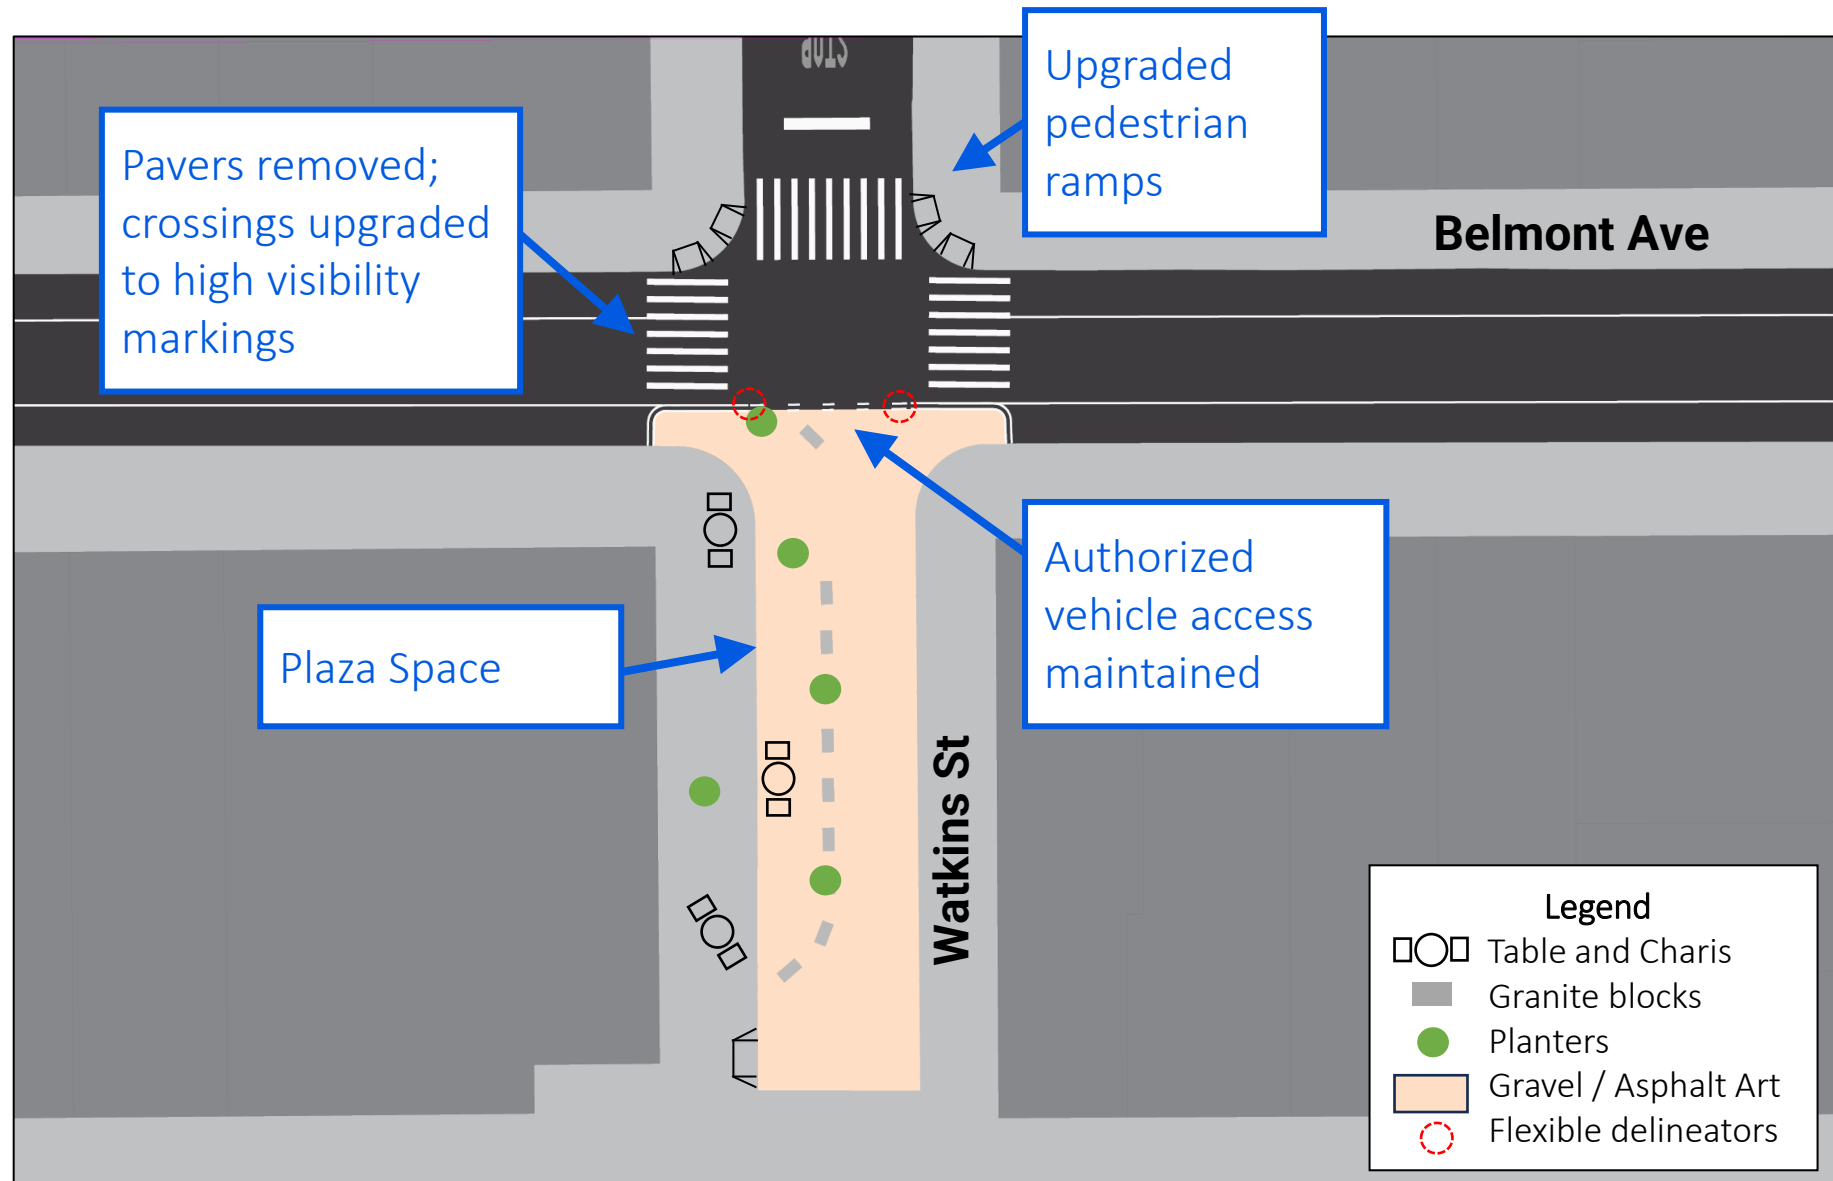 STOP
Upgraded
pedestrian
ramps
Pavers removed;
crossings upgraded
to high visibility
markings
Belmont Ave
Authorized
vehicle access
maintained
Plaza Space
Watkins St
Legend
Table and Charis
Granite blocks
Planters
Gravel / Asphalt Art
Flexible delineators